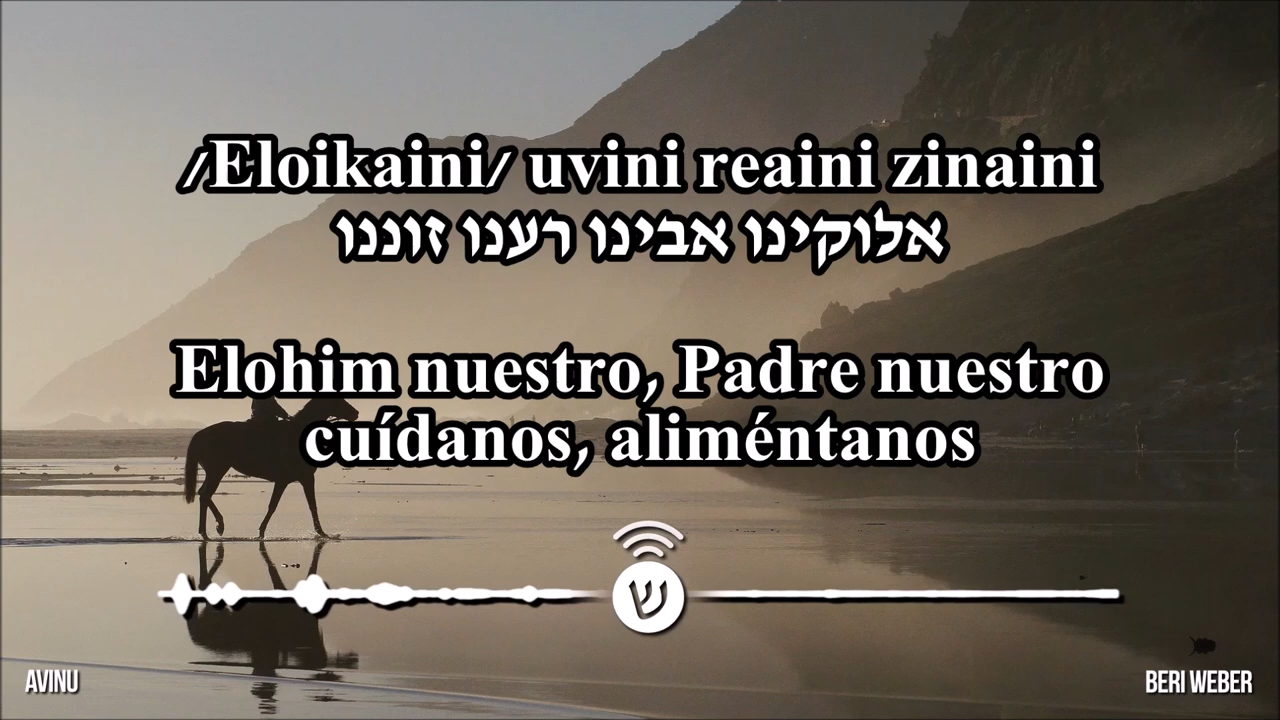 /Eloikaini/ uvini reaini zinaini
אלוקינו אבינו רענו זוננו
Elohim nuestro, Padre nuestro
cuídanos, aliméntanos
ש
AVINU
BERI WEBER